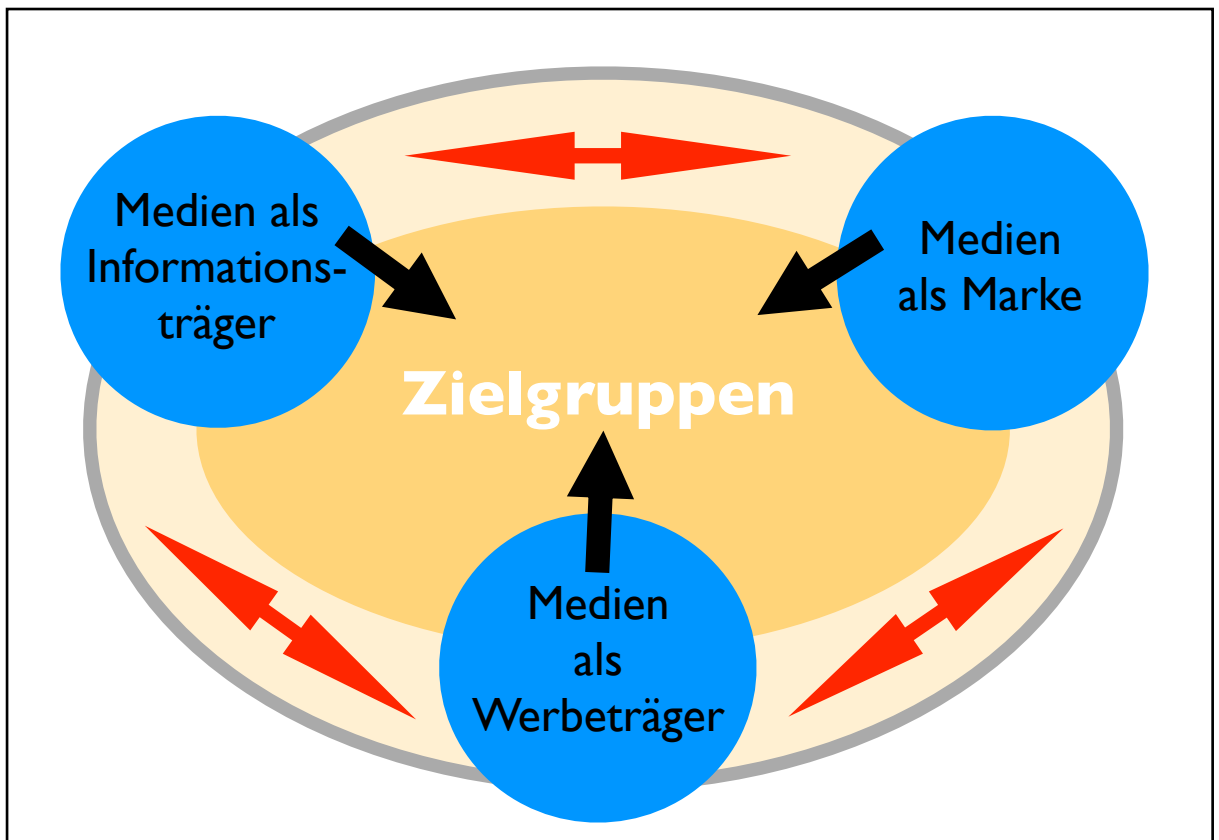 Medien als
Informations-
träger
Medien
als Marke
Zielgruppen
Medien
als
Werbeträger